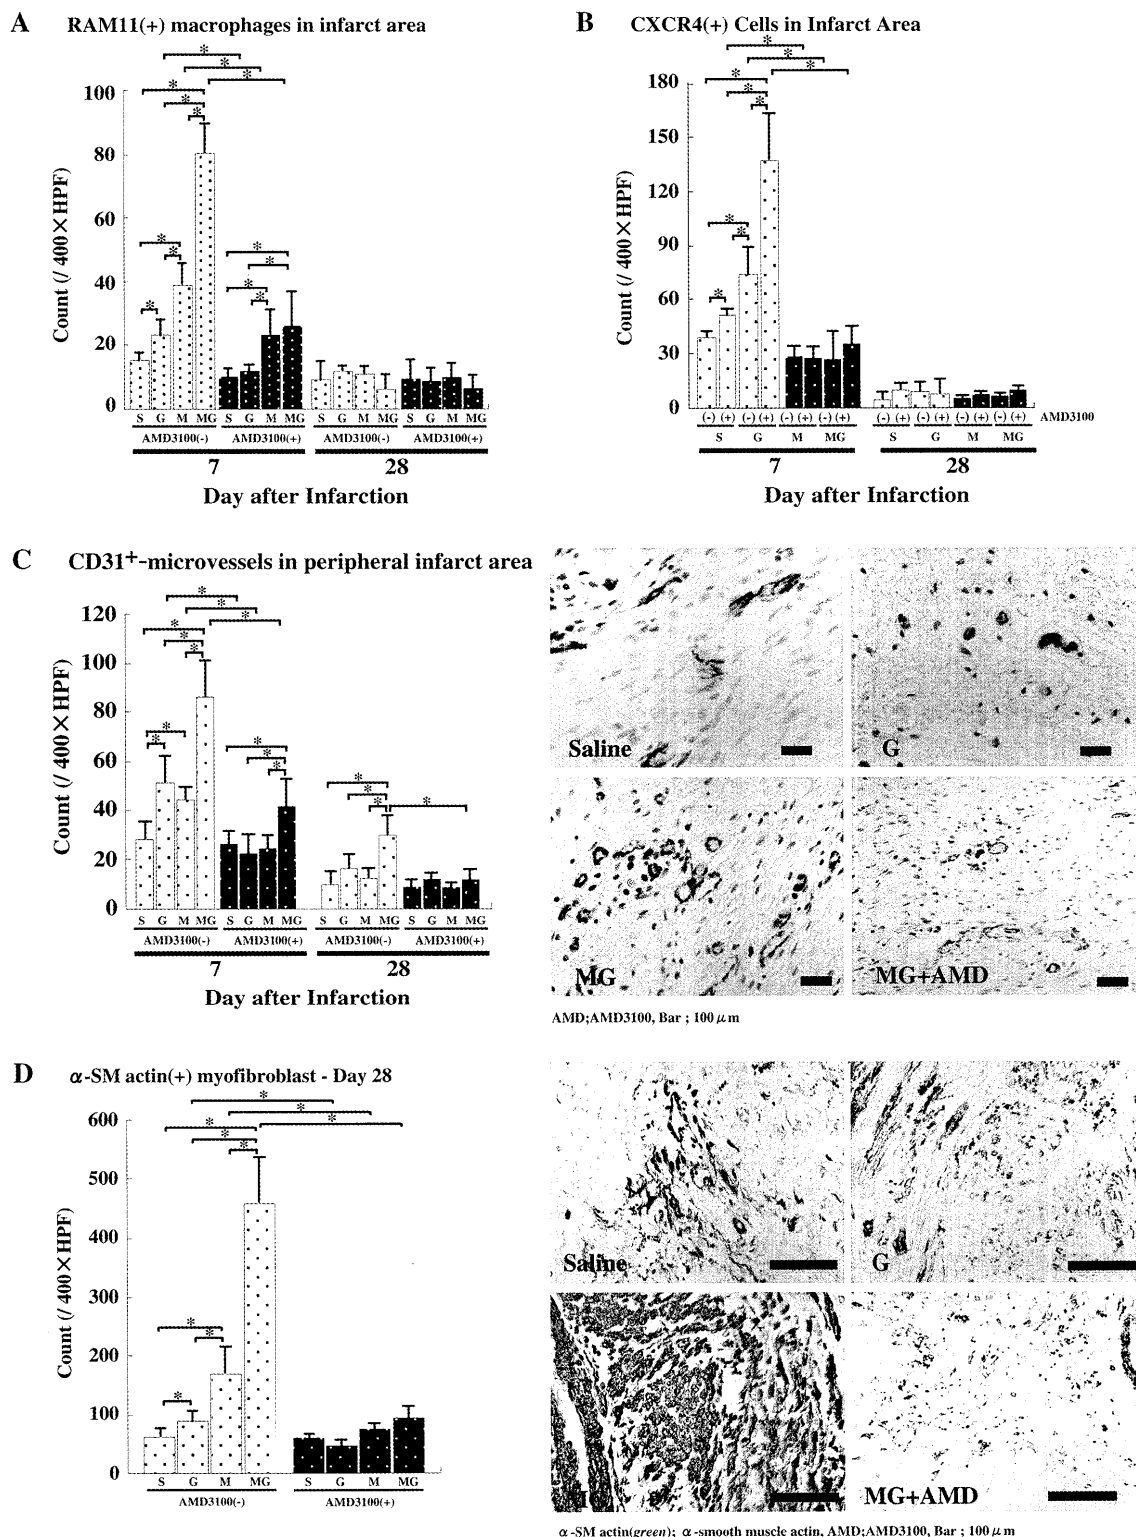 A RAM11(+) macrophages in infarct area
Count (/ 400×HPF)
100
80
60
40
20
0
* * *
* * *
* * *
* *
* *
S G M MG S G M MG S G M MG S G M MG
AMD3100(-) AMD3100(+) AMD3100(-) AMD3100(+)
7 28
Day after Infarction
B CXCR4(+) Cells in Infarct Area
Count (/ 400×HPF)
180
150
120
90
60
30
0
* * *
* * *
* * *
(-) (+) (-) (+) (-) (+) (-) (+) (-) (+) (-) (+) (-) (+) (-) (+) AMD3100
S G M MG S G M MG
7 28
Day after Infarction
C CD31+-microvessels in peripheral infarct area
Count (/ 400×HPF)
120
100
80
60
40
20
0
* * *
* * *
* *
* * *
* * * *
S G M MG S G M MG S G M MG S G M MG
AMD3100(-) AMD3100(+) AMD3100(-) AMD3100(+)
7 28
Day after Infarction
Saline G
MG MG+AMD
AMD;AMD3100, Bar ; 100 μm
D α-SM actin(+) myofibroblast - Day 28
Count (/ 400×HPF)
600
500
400
300
200
100
0
* * *
* * *
* * *
S G M MG S G M MG
AMD3100(-) AMD3100(+)
Saline G
MG+AMD
α-SM actin(green); α-smooth muscle actin, AMD;AMD3100, Bar ; 100 μm